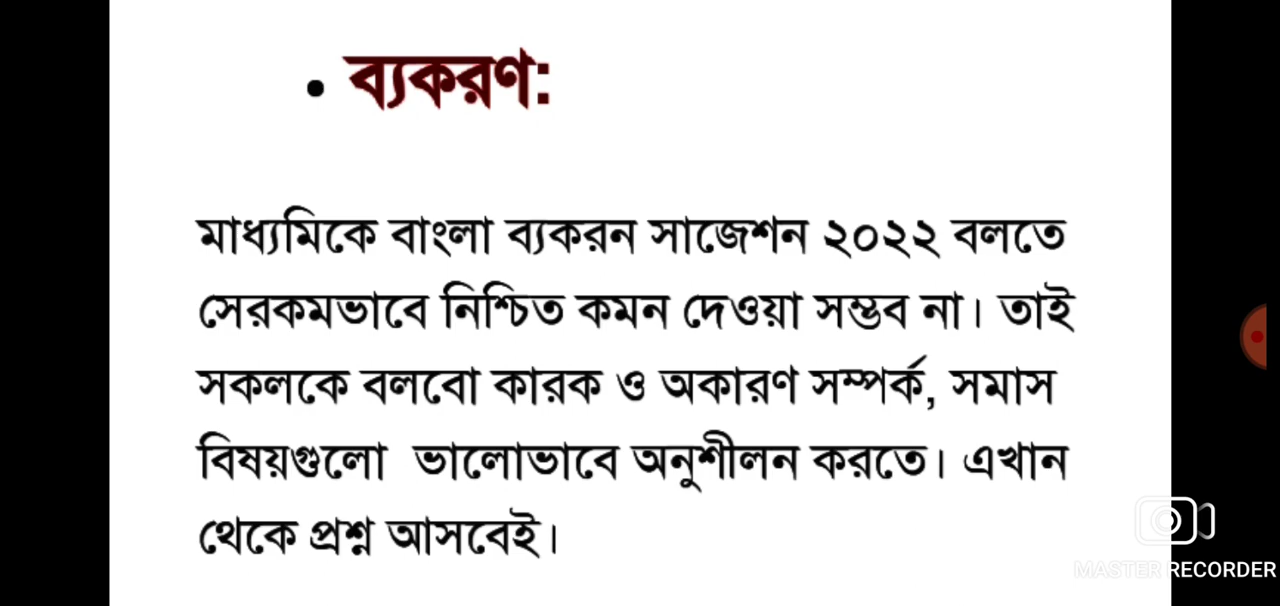 • ব্যকরণ:
মাধ্যমিকে বাংলা ব্যকরন সাজেশন ২০২২ বলতে
সেরকমভাবে নিশ্চিত কমন দেওয়া সম্ভব না। তাই
সকলকে বলবো কারক ও অকারণ সম্পর্ক, সমাস
বিষয়গুলো ভালোভাবে অনুশীলন করতে। এখান
থেকে প্রশ্ন আসবেই।
MASTER RECORDER